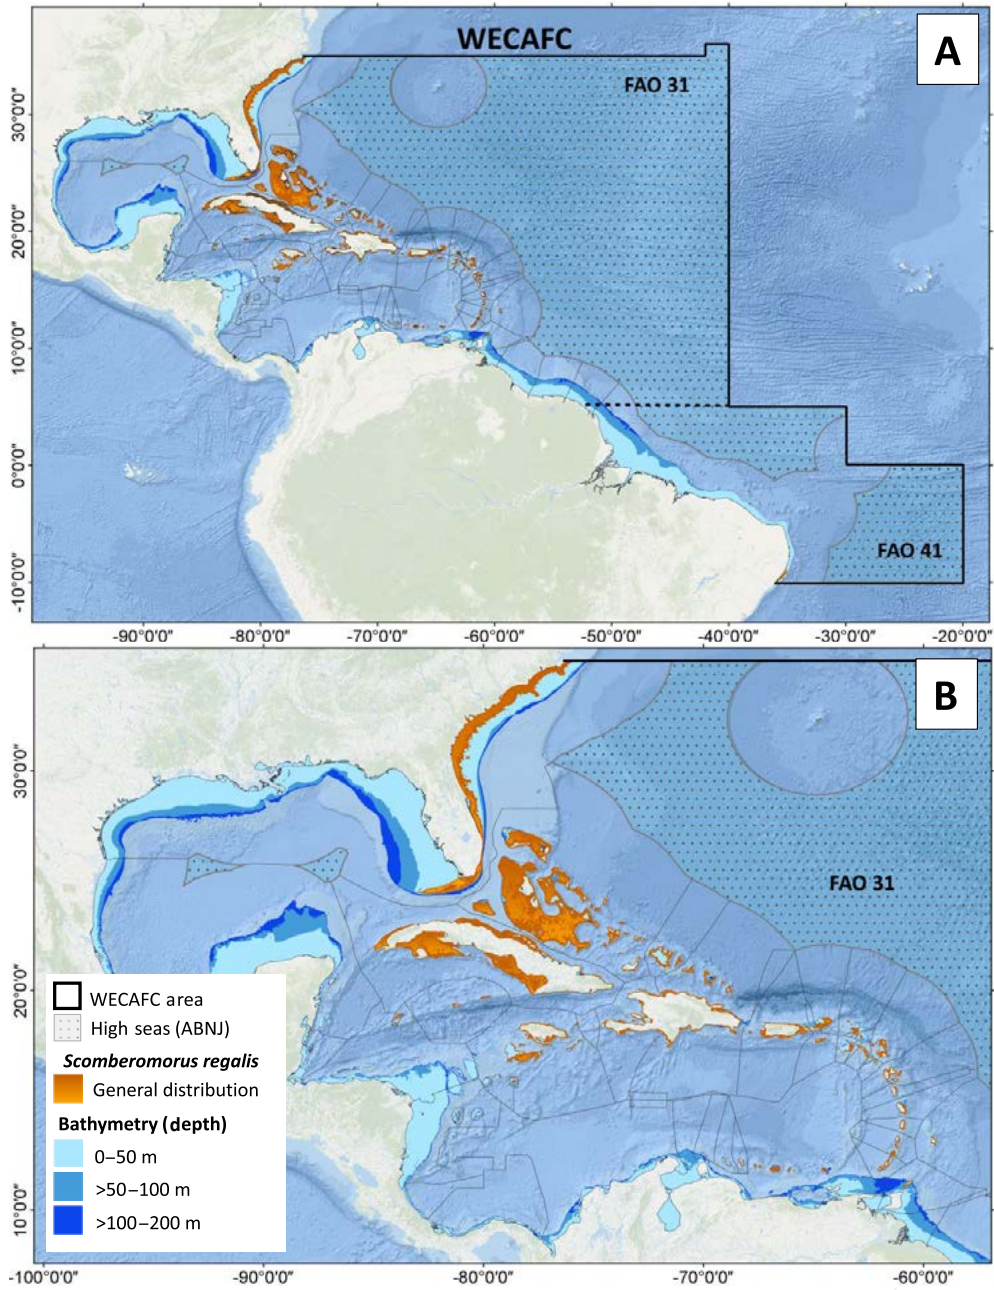 WECAFC
A
FAO 31
FAO 41
30°0'0"
20°0'0"
10°0'0"
0°0'0"
-10°0'0"
-90°0'0"
-80°0'0"
-70°0'0"
-60°0'0"
-50°0'0"
-40°0'0"
-30°0'0"
-20°0'0"
B
FAO 31
30°0'0"
20°0'0"
10°0'0"
WECAFC area
High seas (ABNJ)
Scomberomorus regalis
General distribution
Bathymetry (depth)
0–50 m
>50–100 m
>100–200 m
-100°0'0"
-90°0'0"
-80°0'0"
-70°0'0"
-60°0'0"